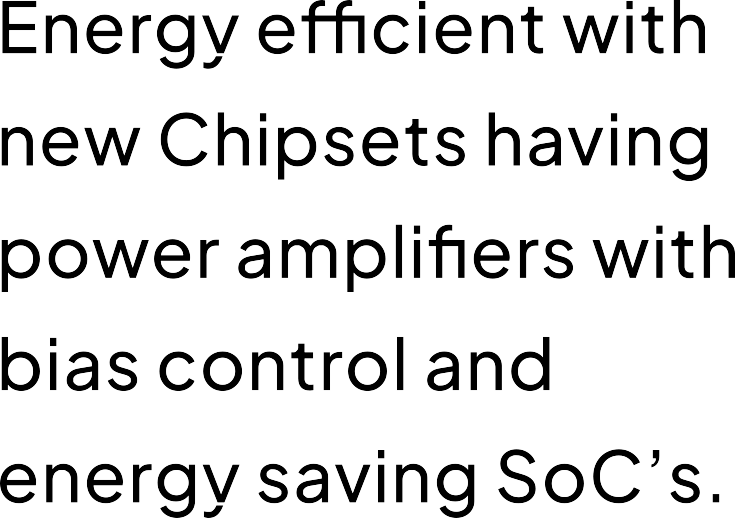 Energy efficient with
new Chipsets having
power amplifiers with
bias control and
energy saving SoC’s.